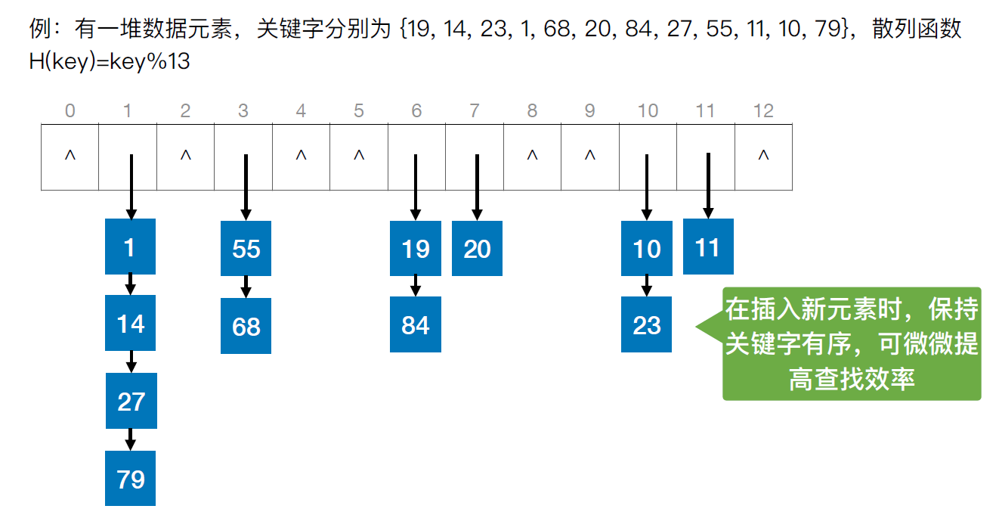 例：有一堆数据元素，关键字分别为 {19, 14, 23, 1, 68, 20, 84, 27, 55, 11, 10, 79}，散列函数
H(key)=key%13
0 1 2 3 4 5 6 7 8 9 10 11 12
^ ^ ^ ^ ^ ^ ^
1 55 19 20 10 11
14 68 84 23
在插入新元素时，保持
关键字有序，可微微提
高查找效率
27
79